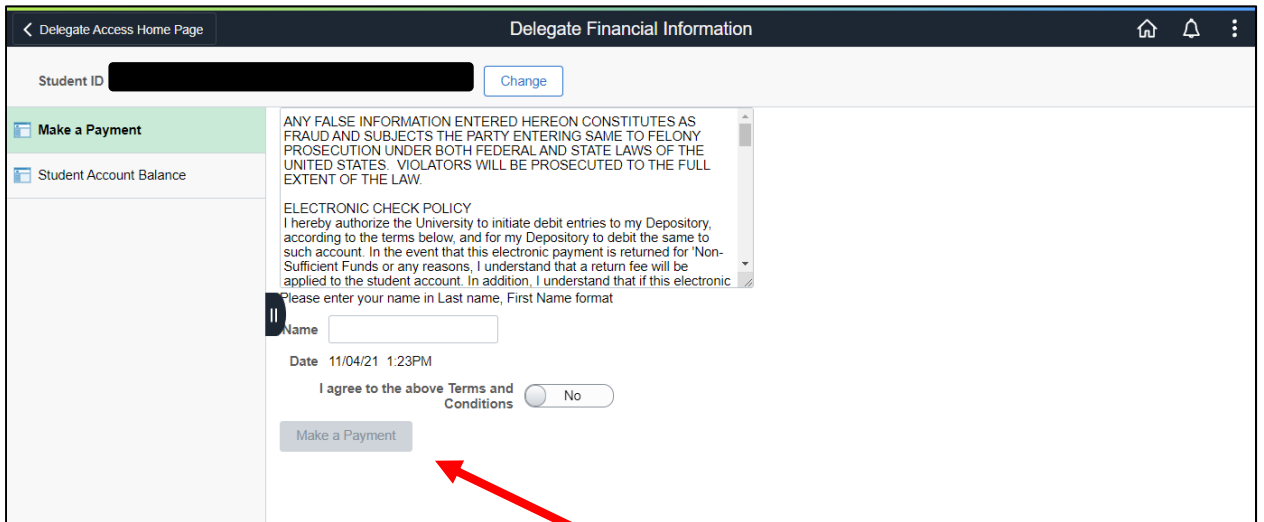 Delegate Access Home Page
Delegate Financial Information
Student ID
Change
Make a Payment
Student Account Balance
ANY FALSE INFORMATION ENTERED HEREON CONSTITUTES AS
FRAUD AND SUBJECTS THE PARTY ENTERING SAME TO FELONY
PROSECUTION UNDER BOTH FEDERAL AND STATE LAWS OF THE
UNITED STATES. VIOLATORS WILL BE PROSECUTED TO THE FULL
EXTENT OF THE LAW.
ELECTRONIC CHECK POLICY
I hereby authorize the University to initiate debit entries to my Depository,
according to the terms below, and for my Depository to debit the same to
such account. In the event that this electronic payment is returned for 'Non-
Sufficient Funds or any reasons, I understand that a return fee will be
applied to the student account. In addition, I understand that if this electronic
Please enter your name in Last name, First Name format
Name
Date 11/04/21 1:23PM
I agree to the above Terms and
Conditions
No
Make a Payment